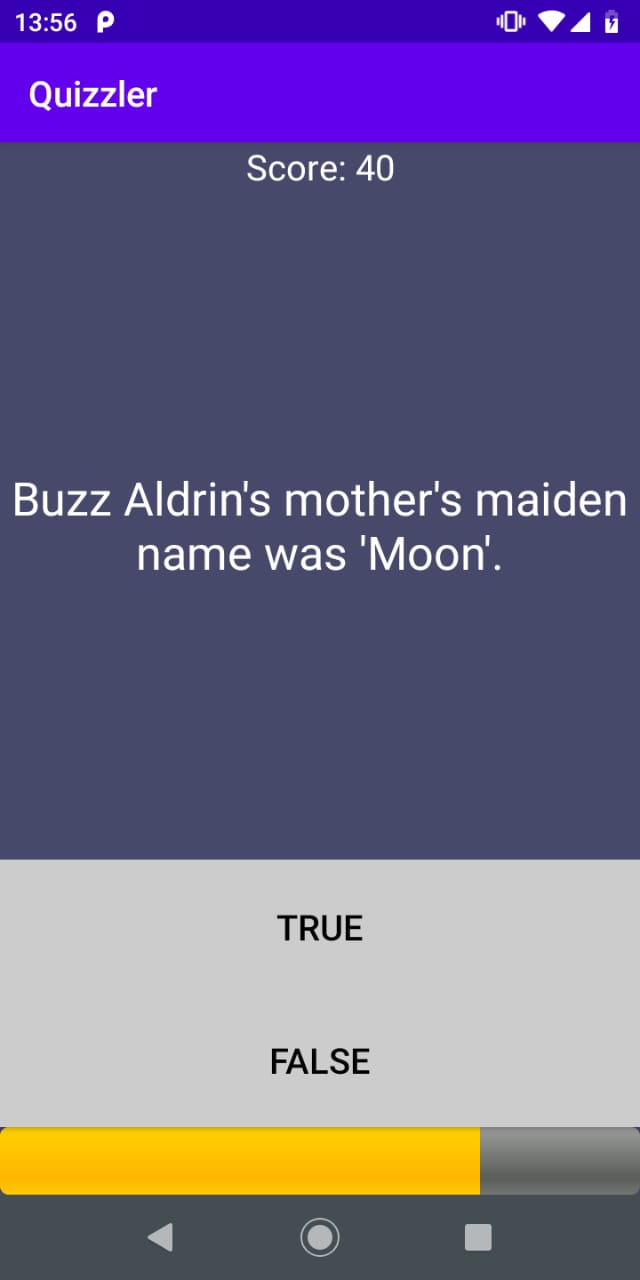 13:56
Quizzler
Score: 40
Buzz Aldrin's mother's maiden
name was 'Moon'.
TRUE
FALSE